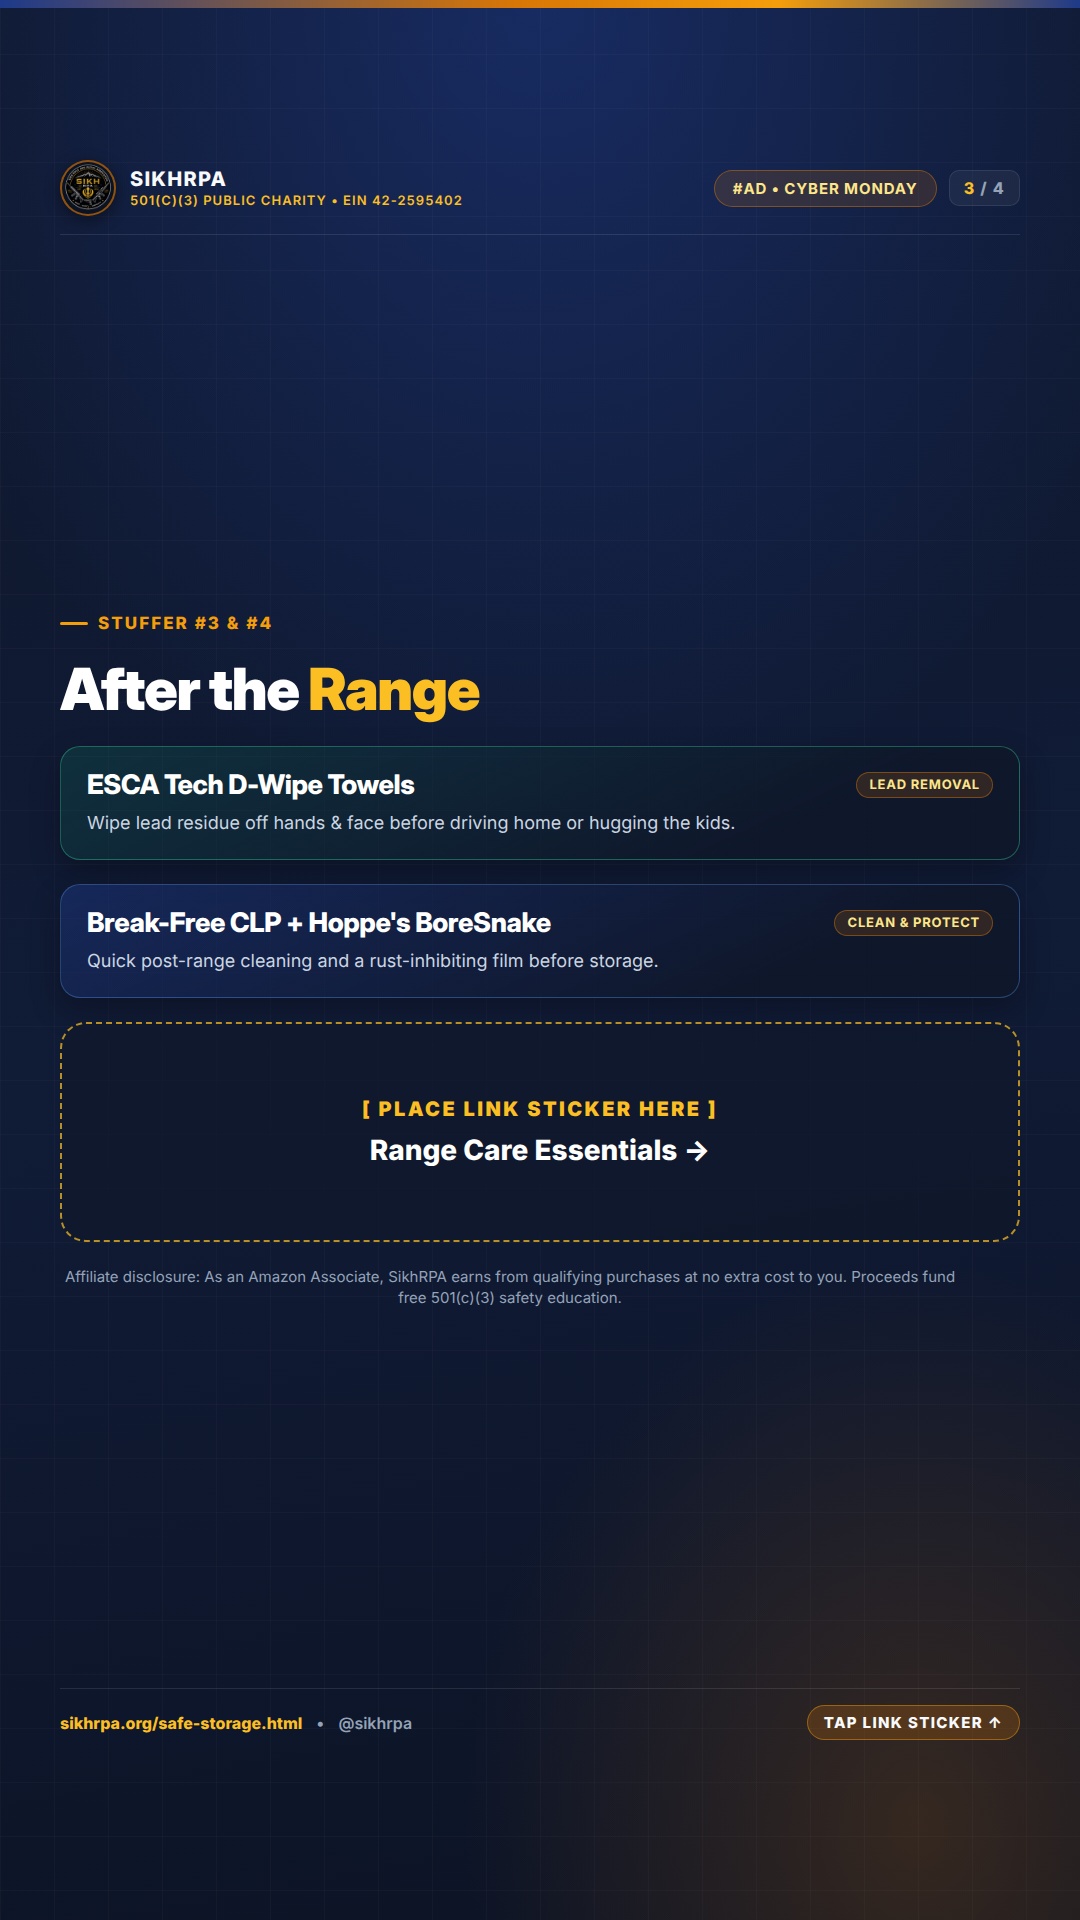 SIKH
SIKHRPA
501(C)(3) PUBLIC CHARITY • EIN 42-2595402
#AD • CYBER MONDAY
3 / 4
STUFFER #3 & #4
After the Range
ESCA Tech D-Wipe Towels
LEAD REMOVAL
Wipe lead residue off hands & face before driving home or hugging the kids.
Break-Free CLP + Hoppe's BoreSnake
CLEAN & PROTECT
Quick post-range cleaning and a rust-inhibiting film before storage.
[ PLACE LINK STICKER HERE ]
Range Care Essentials →
Affiliate disclosure: As an Amazon Associate, SikhRPA earns from qualifying purchases at no extra cost to you. Proceeds fund
free 501(c)(3) safety education.
sikhrpa.org/safe-storage.html • @sikhrpa
TAP LINK STICKER ↑